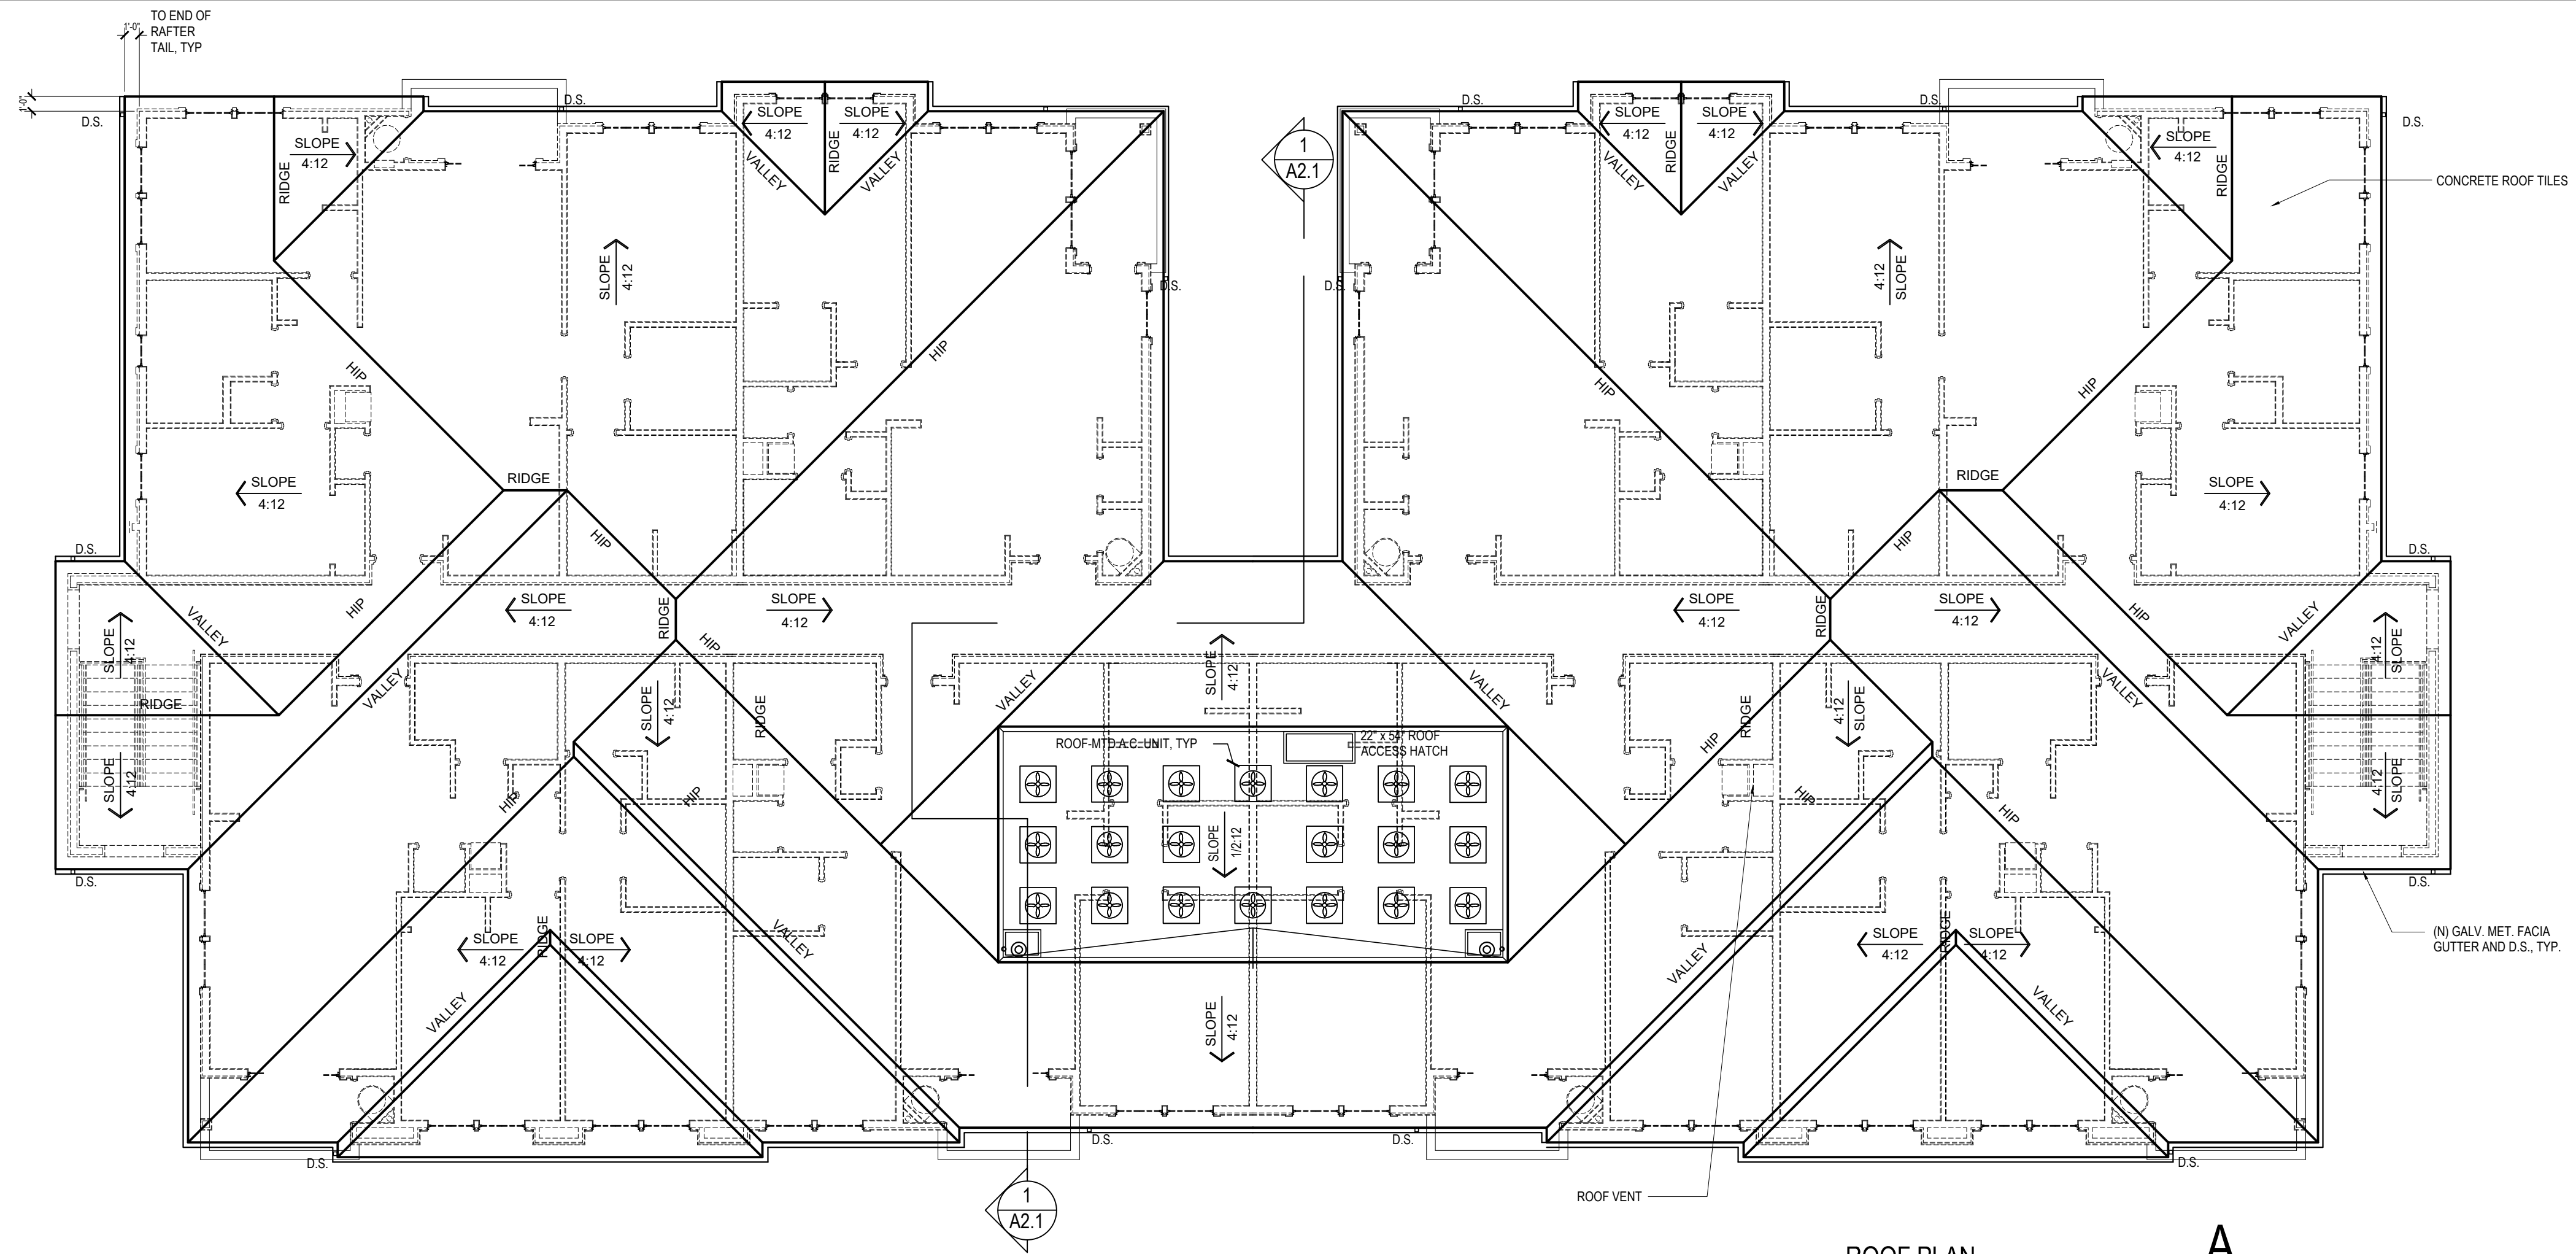 TO END OF
RAFTER
TAIL, TYP
1'-0"
1'-0"
D.S.
D.S.
D.S.
D.S.
D.S.
SLOPE
4:12
SLOPE
4:12
SLOPE
4:12
SLOPE
4:12
SLOPE
4:12
SLOPE
4:12
RIDGE
RIDGE
RIDGE
RIDGE
VALLEY
VALLEY
VALLEY
VALLEY
1
A2.1
CONCRETE ROOF TILES
SLOPE
4:12
4:12
SLOPE
D.S.
D.S.
HIP
HIP
HIP
HIP
SLOPE
4:12
RIDGE
RIDGE
SLOPE
4:12
HIP
HIP
D.S.
D.S.
SLOPE
4:12
SLOPE
4:12
SLOPE
4:12
SLOPE
4:12
HIP
HIP
VALLEY
VALLEY
RIDGE
RIDGE
HIP
SLOPE
4:12
SLOPE
4:12
4:12
SLOPE
VALLEY
VALLEY
VALLEY
VALLEY
RIDGE
SLOPE
4:12
RIDGE
RIDGE
4:12
SLOPE
ROOF-MTD A.C. UNIT, TYP
22" x 54" ROOF
ACCESS HATCH
HIP
SLOPE
4:12
HIP
HIP
HIP
HIP
HIP
4:12
SLOPE
SLOPE
1/2:12
D.S.
D.S.
SLOPE
4:12
RIDGE
SLOPE
4:12
VALLEY
VALLEY
SLOPE
4:12
RIDGE
SLOPE
4:12
(N) GALV. MET. FACIA
GUTTER AND D.S., TYP.
VALLEY
SLOPE
4:12
VALLEY
D.S.
D.S.
D.S.
D.S.
ROOF VENT
1
A2.1
ROOF PLAN
A